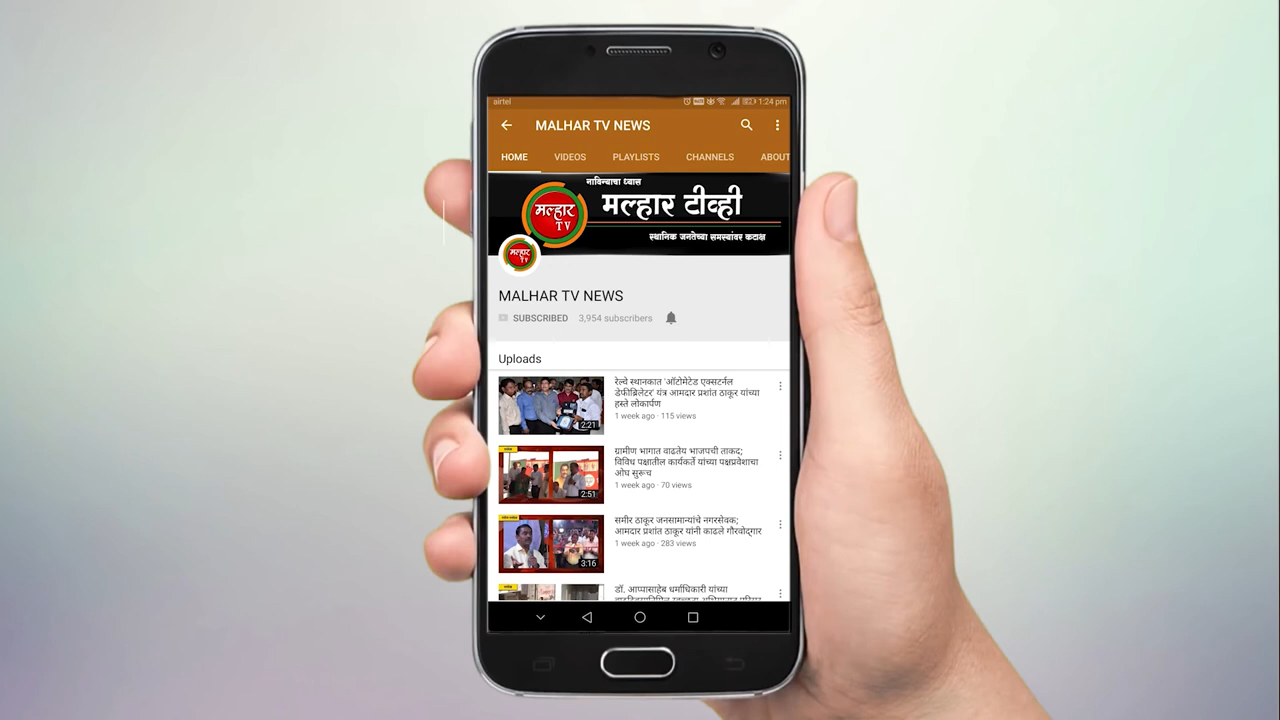 airtel 1:24 pm
MALHAR TV NEWS
HOME VIDEOS PLAYLISTS CHANNELS ABOUT
नाविन्याचा ध्यास
मल्हार टीव्ही
स्थानिक जनतेच्या समस्यांवर कटाक्ष
मल्हार
TV
मल्हार
TV
MALHAR TV NEWS
SUBSCRIBED 3,954 subscribers
Uploads
रेल्वे स्थानकात 'ऑटोमेटेड एक्सटर्नल
डेफीब्रिलेटर' यंत्र आमदार प्रशांत ठाकूर यांच्या
हस्ते लोकार्पण
1 week ago · 115 views
2:21
ग्रामीण भागात वाढतेय भाजपची ताकद;
विविध पक्षातील कार्यकर्ते यांच्या पक्षप्रवेशाचा
ओघ सुरूच
1 week ago · 70 views
2:51
समीर ठाकूर जनसामान्यांचे नगरसेवक;
आमदार प्रशांत ठाकूर यांनी काढले गौरवोद्गार
1 week ago · 283 views
3:16
डॉ. आप्पासाहेब धर्माधिकारी यांच्या